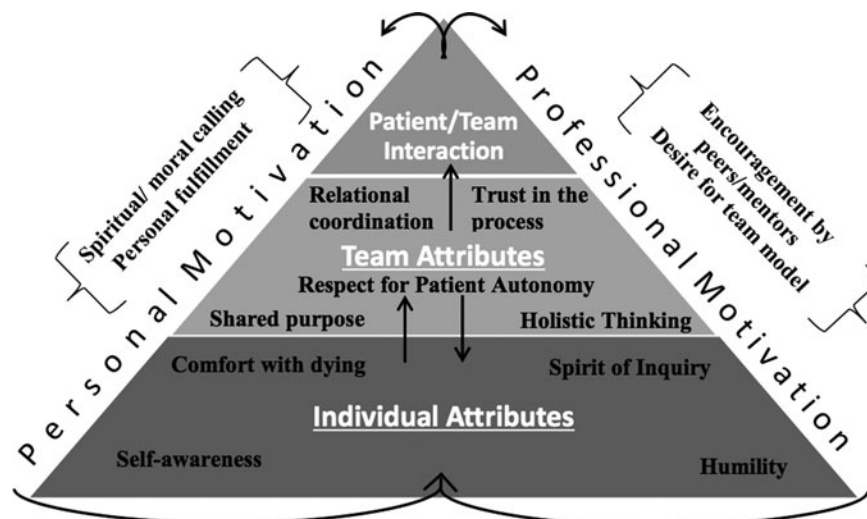 Personal Motivation
Spiritual/ moral calling
Personal fulfillment
Professional Motivation
Encouragement by
peers/mentors
Desire for team model
Patient/Team
Interaction
Relational
coordination
Trust in the
process
Team Attributes
Respect for Patient Autonomy
Shared purpose
Holistic Thinking
Comfort with dying
Spirit of Inquiry
Individual Attributes
Self-awareness
Humility